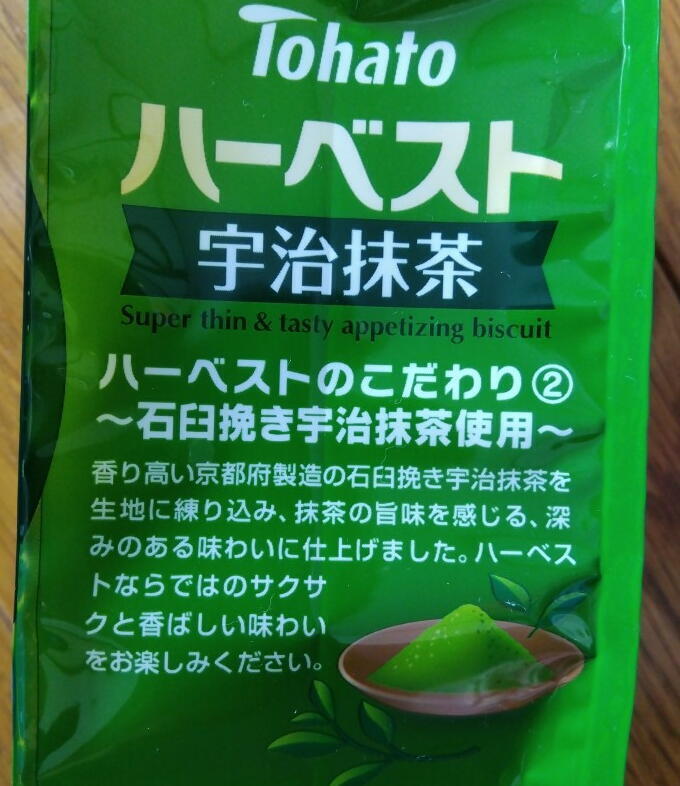 Tohato
ハーベスト
宇治抹茶
Super thin & tasty appetizing biscuit
ハーベストのこだわり②
～石臼挽き宇治抹茶使用～
香り高い京都府製造の石臼挽き宇治抹茶を
生地に練り込み、抹茶の旨味を感じる、深
みのある味わいに仕上げました。ハーベス
トならではのサクサ
クと香ばしい味わい
をお楽しみください。